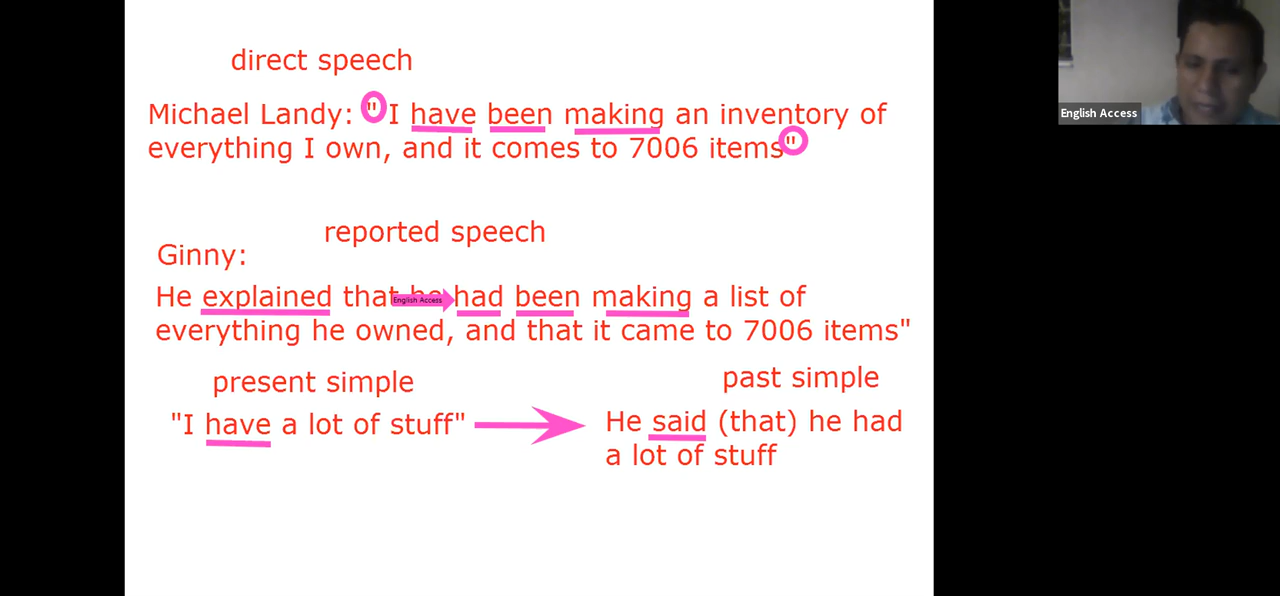 direct speech
English Access
Michael Landy: "I have been making an inventory of
everything I own, and it comes to 7006 items"
reported speech
Ginny:
He explained that he had been making a list of
English Access
everything he owned, and that it came to 7006 items"
present simple
past simple
"I have a lot of stuff"
He said (that) he had
a lot of stuff